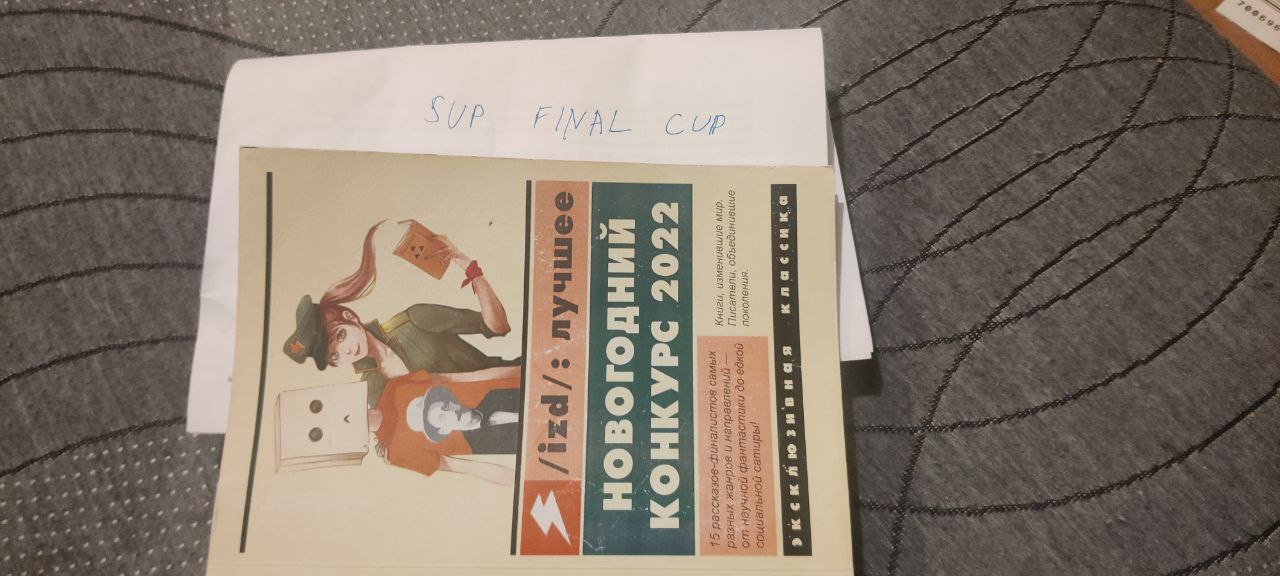 SUP FINAL CUP
/izd/: лучшее
НОВОГОДНИЙ
КОНКУРС 2022
15 рассказов-финалистов самых
разных жанров и направлений —
от научной фантастики до едкой
социальной сатиры!
Книги, изменившие мир.
Писатели, объединившие
поколения.
эксклюзивная классика
700696